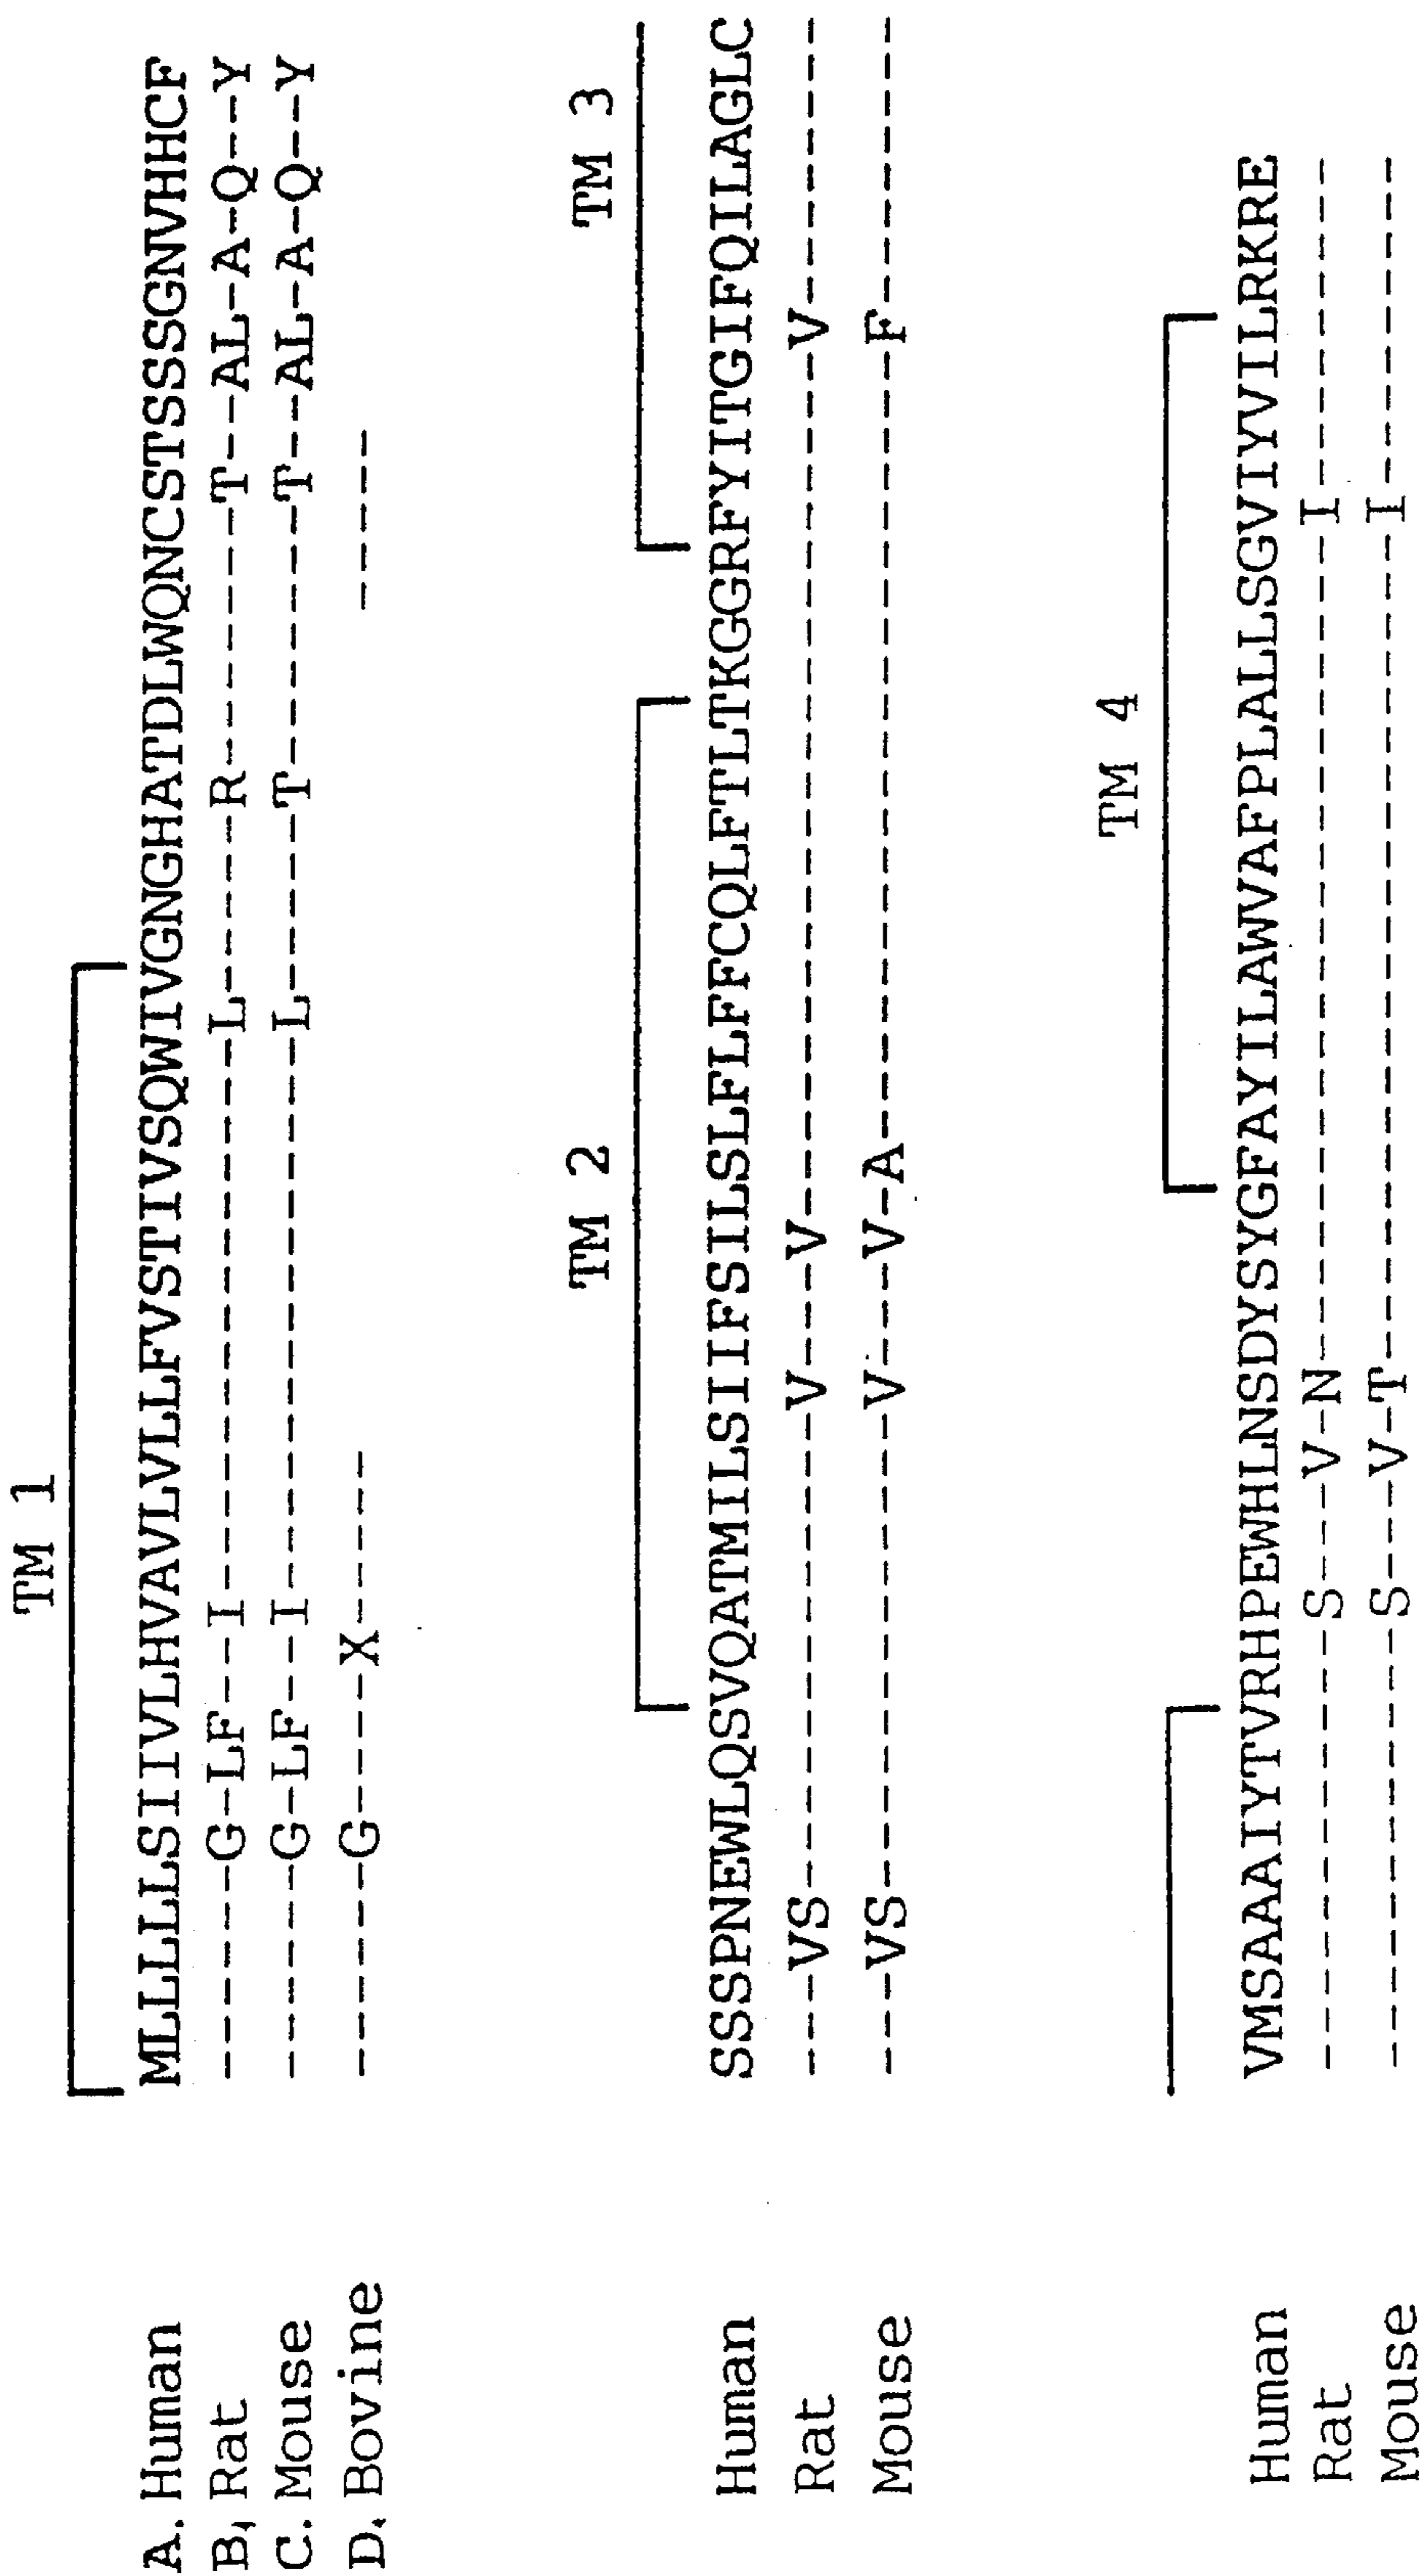 TM 1
A. Human MLLLLLSIIVLHVAVLVLLFVSTIVSQWIVGNGHATDLWQNCSTSSSGNVHHCF
B, Rat ------G-LF--I---------------L-----R-------T--AL-A-Q--Y
C. Mouse ------G-LF--I---------------L-----T-------T--AL-A-Q--Y
D. Bovine ------G----X----- -----
TM 2 TM 3
Human SSSPNEWLQSVQATMILSIIFSILSLFLFFCQLFTLTKGGRFYITGIFQILAGLC
Rat ---VS-------------V---V-----------------------V--------
Mouse ---VS-------------V---V-A---------------------F--------
TM 4
Human VMSAAAIYTVRHPEWHLNSDYSYGFAYILAWVAFPLALLSGVIYVILRKRE
Rat ------------S---V-N----------------------I---------
Mouse ------------S---V-T----------------------I---------